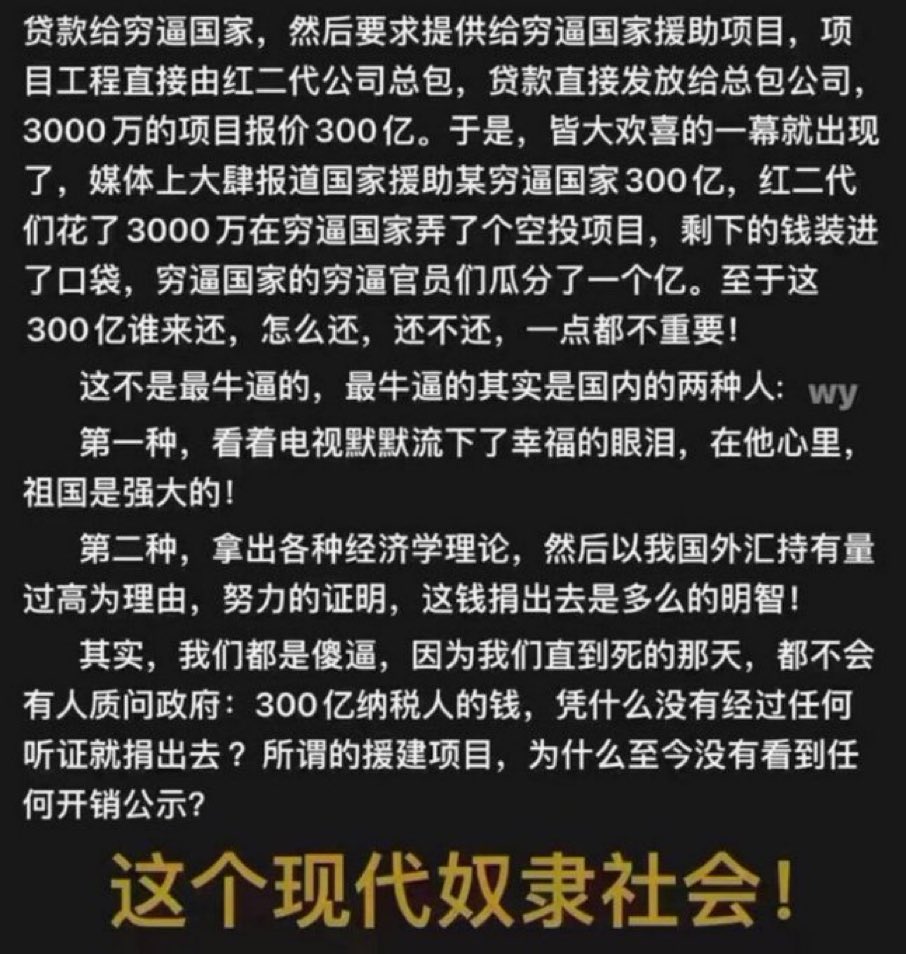 贷款给穷逼国家，然后要求提供给穷逼国家援助项目，项
目工程直接由红二代公司总包，贷款直接发放给总包公司，
3000万的项目报价300亿。于是，皆大欢喜的一幕就出现
了，媒体上大肆报道国家援助某穷逼国家300亿，红二代
们花了3000万在穷逼国家弄了个空投项目，剩下的钱装进
了口袋，穷逼国家的穷逼官员们瓜分了一个亿。至于这
300亿谁来还，怎么还，还不还，一点都不重要！
这不是最牛逼的，最牛逼的其实是国内的两种人：wy
第一种，看着电视默默流下了幸福的眼泪，在他心里，
祖国是强大的！
第二种，拿出各种经济学理论，然后以我国外汇持有量
过高为理由，努力的证明，这钱捐出去是多么的明智！
其实，我们都是傻逼，因为我们直到死的那天，都不会
有人质问政府：300亿纳税人的钱，凭什么没有经过任何
听证就捐出去？所谓的援建项目，为什么至今没有看到任
何开销公示？
这个现代奴隶社会！